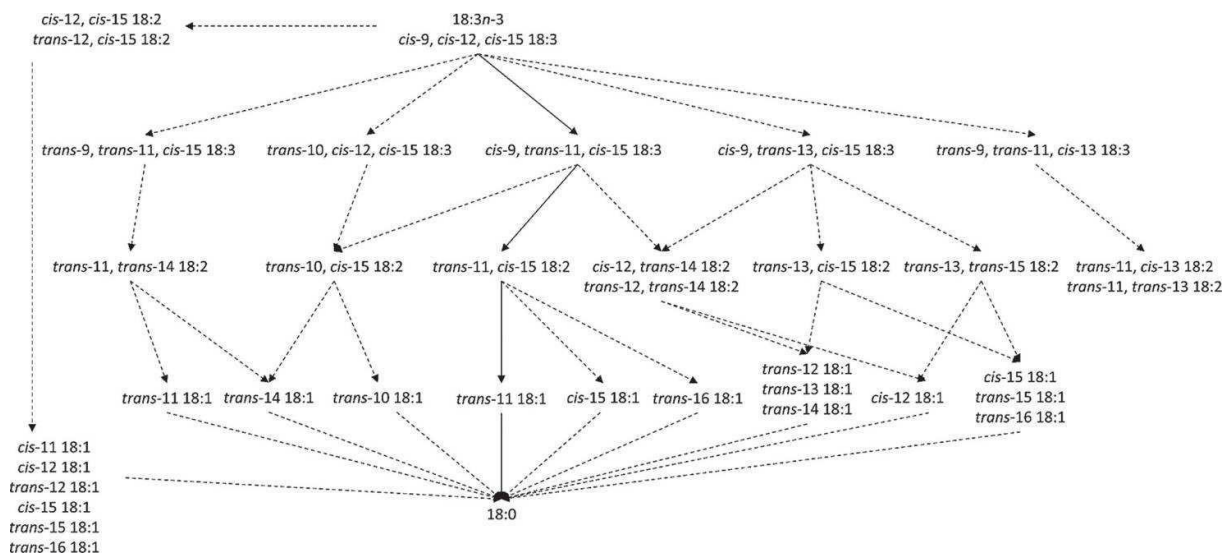 cis-12, cis-15 18:2
trans-12, cis-15 18:2
18:3n-3
cis-9, cis-12, cis-15 18:3
trans-9, trans-11, cis-15 18:3
trans-10, cis-12, cis-15 18:3
cis-9, trans-11, cis-15 18:3
cis-9, trans-13, cis-15 18:3
trans-9, trans-11, cis-13 18:3
trans-11, trans-14 18:2
trans-10, cis-15 18:2
trans-11, cis-15 18:2
cis-12, trans-14 18:2
trans-12, trans-14 18:2
trans-13, cis-15 18:2
trans-13, trans-15 18:2
trans-11, cis-13 18:2
trans-11, trans-13 18:2
trans-11 18:1
trans-14 18:1
trans-10 18:1
trans-11 18:1
cis-15 18:1
trans-16 18:1
trans-12 18:1
trans-13 18:1
trans-14 18:1
cis-12 18:1
cis-15 18:1
trans-15 18:1
trans-16 18:1
cis-11 18:1
cis-12 18:1
trans-12 18:1
cis-15 18:1
trans-15 18:1
trans-16 18:1
18:0